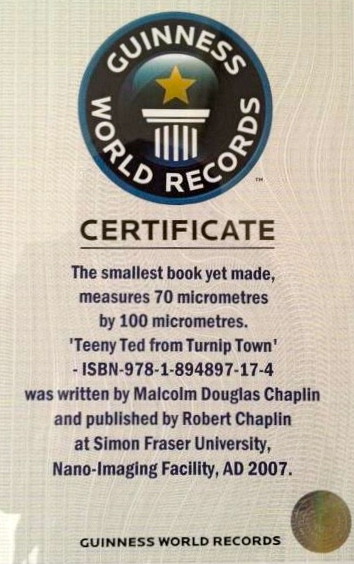 GUINNESS
WORLD RECORDS
™
CERTIFICATE
The smallest book yet made,
measures 70 micrometres
by 100 micrometres.
'Teeny Ted from Turnip Town'
- ISBN-978-1-894897-17-4
was written by Malcolm Douglas Chaplin
and published by Robert Chaplin
at Simon Fraser University,
Nano-Imaging Facility, AD 2007.
GUINNESS WORLD RECORDS